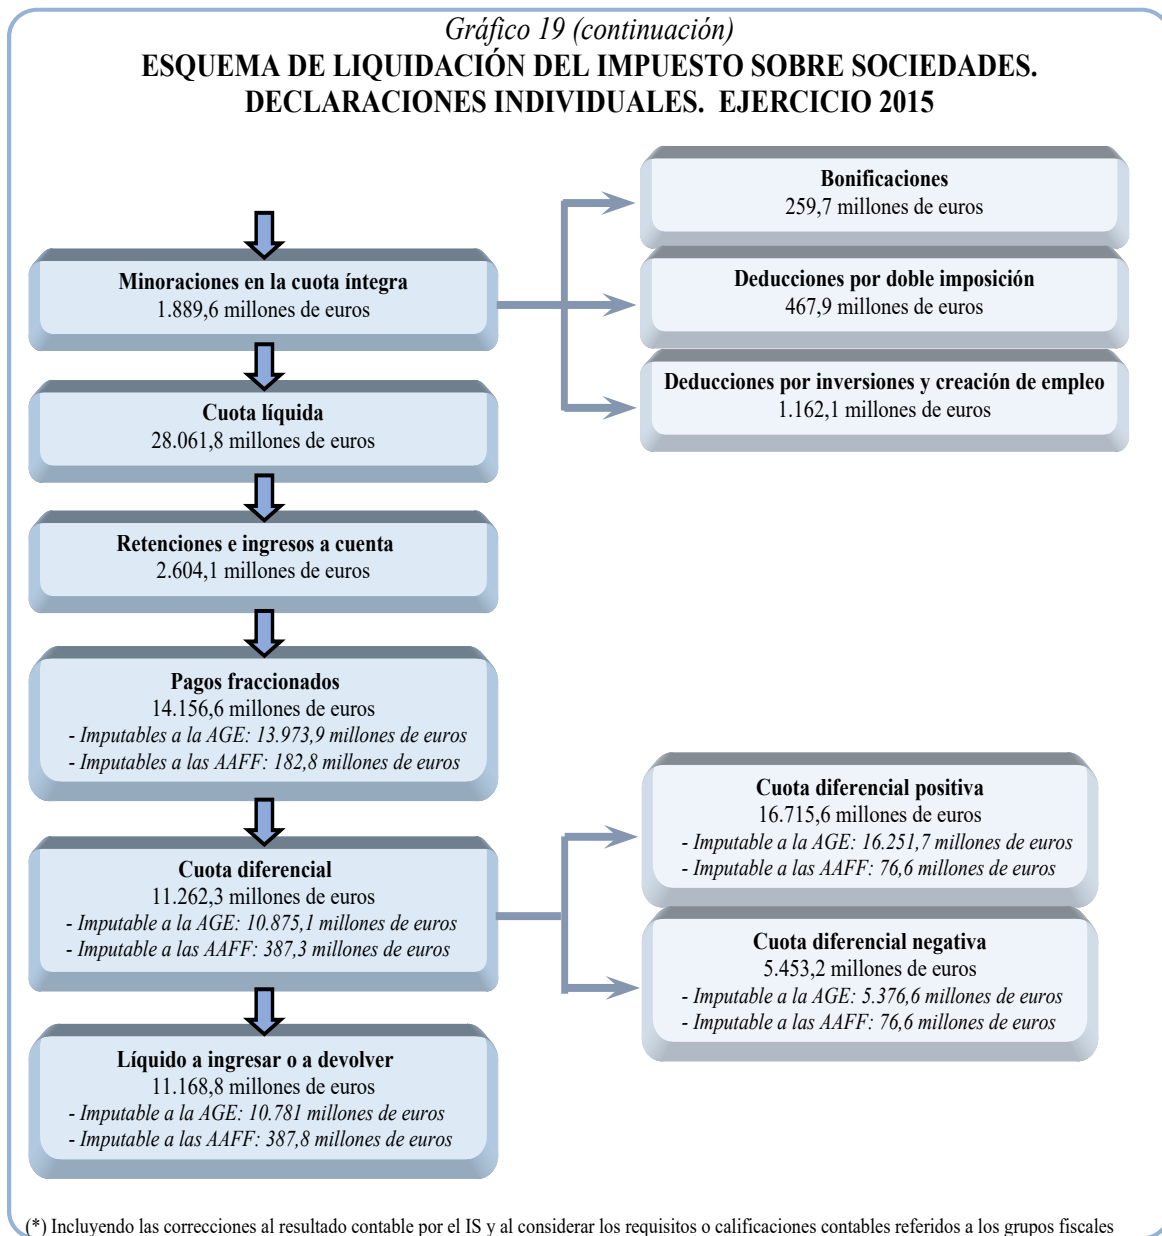 Gráfico 19 (continuación)
ESQUEMA DE LIQUIDACIÓN DEL IMPUESTO SOBRE SOCIEDADES.
DECLARACIONES INDIVIDUALES. EJERCICIO 2015
Minoraciones en la cuota íntegra
1.889,6 millones de euros
Bonificaciones
259,7 millones de euros
Deducciones por doble imposición
467,9 millones de euros
Deducciones por inversiones y creación de empleo
1.162,1 millones de euros
Cuota líquida
28.061,8 millones de euros
Retenciones e ingresos a cuenta
2.604,1 millones de euros
Pagos fraccionados
14.156,6 millones de euros
- Imputables a la AGE: 13.973,9 millones de euros
- Imputables a las AAFF: 182,8 millones de euros
Cuota diferencial
11.262,3 millones de euros
- Imputable a la AGE: 10.875,1 millones de euros
- Imputable a las AAFF: 387,3 millones de euros
Cuota diferencial positiva
16.715,6 millones de euros
- Imputable a la AGE: 16.251,7 millones de euros
- Imputable a las AAFF: 76,6 millones de euros
Cuota diferencial negativa
5.453,2 millones de euros
- Imputable a la AGE: 5.376,6 millones de euros
- Imputable a las AAFF: 76,6 millones de euros
Líquido a ingresar o a devolver
11.168,8 millones de euros
- Imputable a la AGE: 10.781 millones de euros
- Imputable a las AAFF: 387,8 millones de euros
(*) Incluyendo las correcciones al resultado contable por el IS y al considerar los requisitos o calificaciones contables referidos a los grupos fiscales